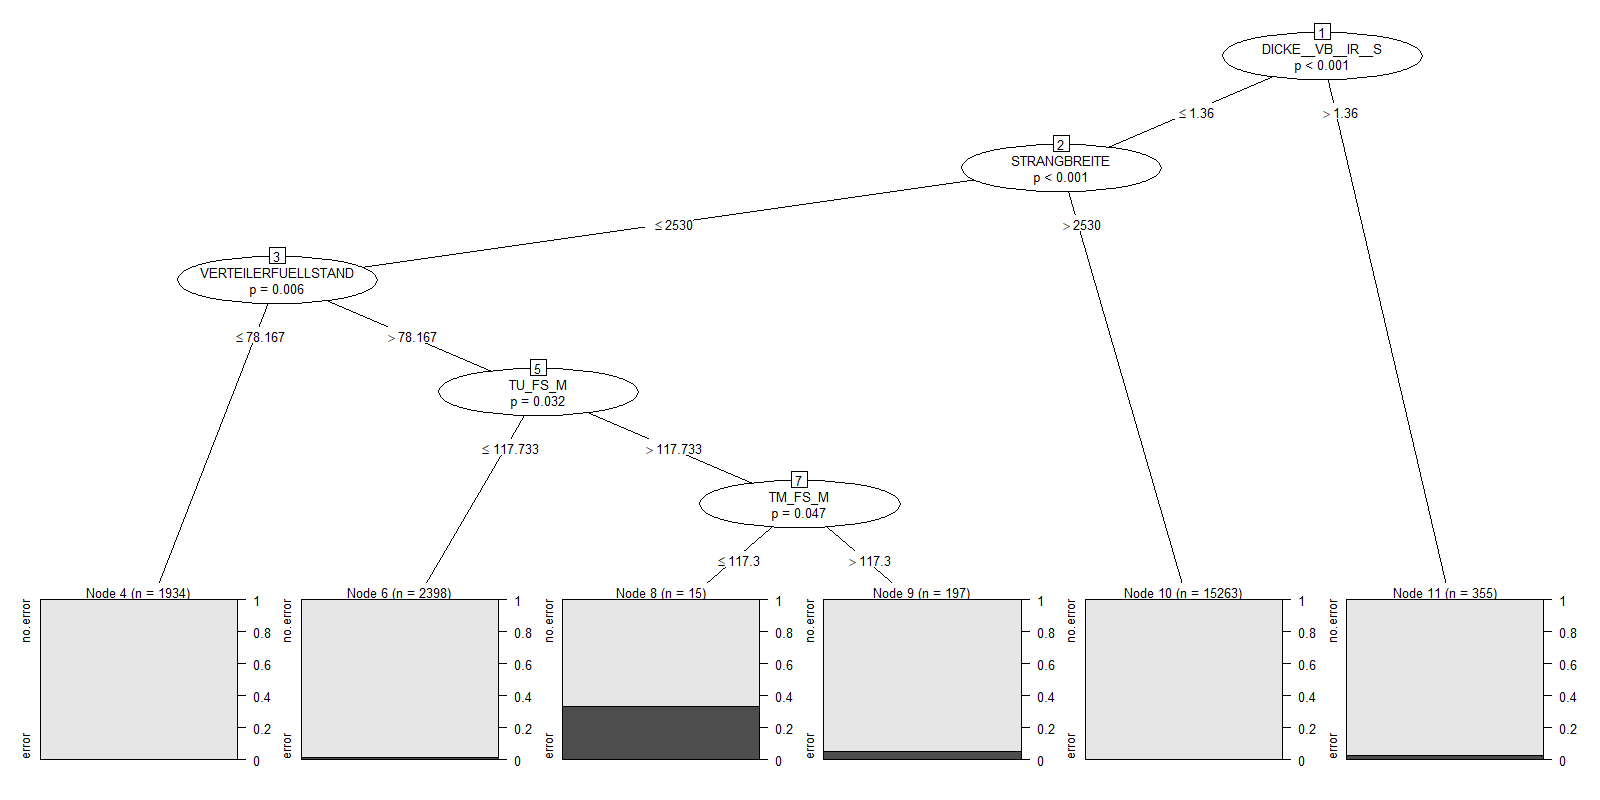 1
DICKE__VB__IR__S
p < 0.001
≤ 1.36
> 1.36
2
STRANGBREITE
p < 0.001
≤ 2530
> 2530
3
VERTEILERFUELLSTAND
p = 0.006
≤ 78.167
> 78.167
5
TU_FS_M
p = 0.032
≤ 117.733
> 117.733
7
TM_FS_M
p = 0.047
≤ 117.3
> 117.3
Node 4 (n = 1934)
no.error
error
1
0.8
0.6
0.4
0.2
0
Node 6 (n = 2398)
no.error
error
1
0.8
0.6
0.4
0.2
0
Node 8 (n = 15)
no.error
error
1
0.8
0.6
0.4
0.2
0
Node 9 (n = 197)
no.error
error
1
0.8
0.6
0.4
0.2
0
Node 10 (n = 15263)
no.error
error
1
0.8
0.6
0.4
0.2
0
Node 11 (n = 355)
no.error
error
1
0.8
0.6
0.4
0.2
0